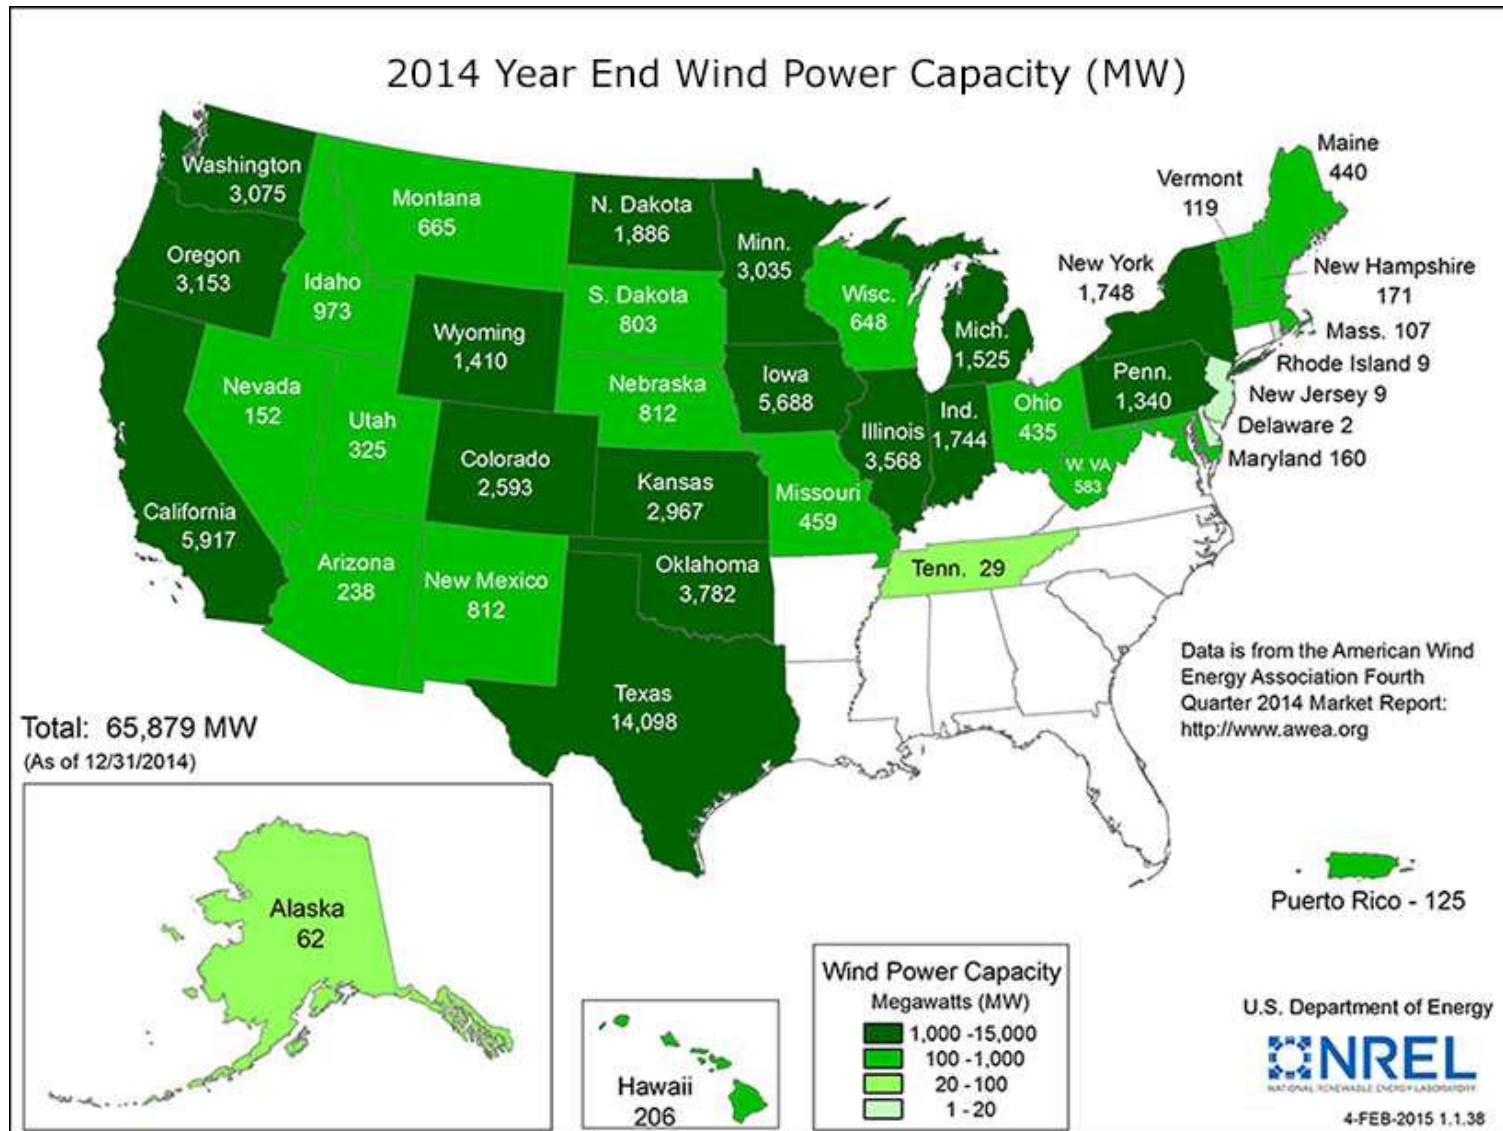 2014 Year End Wind Power Capacity (MW)
Washington
3,075
Oregon
3,153
California
5,917
Montana
665
Idaho
973
Nevada
152
Utah
325
Arizona
238
Wyoming
1,410
Colorado
2,593
New Mexico
812
N. Dakota
1,886
S. Dakota
803
Nebraska
812
Kansas
2,967
Oklahoma
3,782
Texas
14,098
Minn.
3,035
Iowa
5,688
Missouri
459
Wisc.
648
Illinois
3,568
Mich.
1,525
Ind.
1,744
Ohio
435
W. VA
583
Tenn. 29
Penn.
1,340
New York
1,748
Vermont
119
Maine
440
New Hampshire
171
Mass. 107
Rhode Island 9
New Jersey 9
Delaware 2
Maryland 160
Data is from the American Wind
Energy Association Fourth
Quarter 2014 Market Report:
http://www.awea.org
Total: 65,879 MW
(As of 12/31/2014)
Alaska
62
Hawaii
206
Wind Power Capacity
Megawatts (MW)
1,000 -15,000
100 -1,000
20 -100
1 - 20
Puerto Rico - 125
U.S. Department of Energy
NREL
NATIONAL RENEWABLE ENERGY LABORATORY
4-FEB-2015 1.1.38